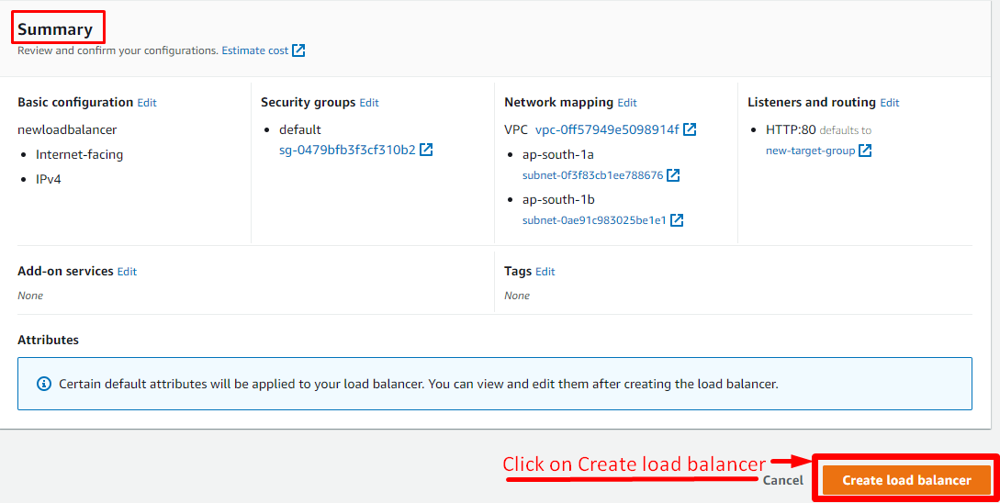 Summary
Review and confirm your configurations. Estimate cost
Basic configuration Edit
newloadbalancer
Internet-facing
IPv4
Security groups Edit
default
sg-0479bfb3f3cf310b2
Network mapping Edit
VPC vpc-0ff57949e5098914f
ap-south-1a
subnet-0f3f83cb1ee788676
ap-south-1b
subnet-0ae91c983025be1e1
Listeners and routing Edit
HTTP:80 defaults to
new-target-group
Add-on services Edit
None
Tags Edit
None
Attributes
Certain default attributes will be applied to your load balancer. You can view and edit them after creating the load balancer.
Click on Create load balancer
Cancel
Create load balancer